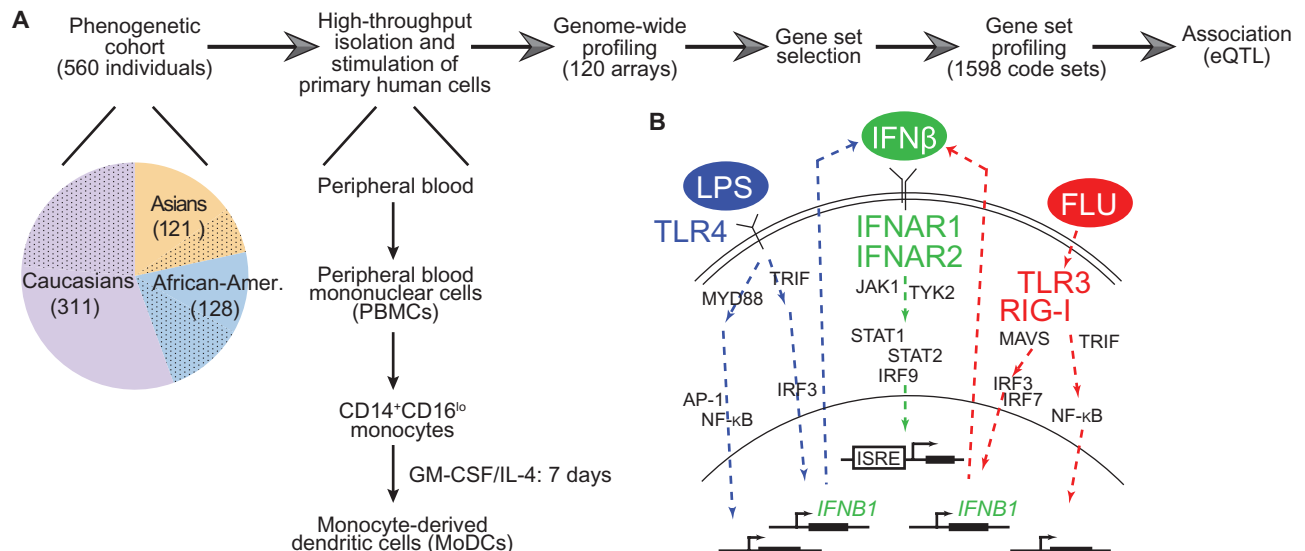 A
Phenogenetic
cohort
(560 individuals)
High-throughput
isolation and
stimulation of
primary human cells
Genome-wide
profiling
(120 arrays)
Gene set
selection
Gene set
profiling
(1598 code sets)
Association
(eQTL)
Asians
(121 )
Caucasians
(311)
African-Amer.
(128)
Peripheral blood
Peripheral blood
mononuclear cells
(PBMCs)
CD14⁺CD16ˡᵒ
monocytes
GM-CSF/IL-4: 7 days
Monocyte-derived
dendritic cells (MoDCs)
B
IFNβ
LPS
FLU
TLR4
IFNAR1
IFNAR2
TLR3
RIG-I
MYD88
TRIF
JAK1
TYK2
MAVS
TRIF
STAT1
STAT2
IRF9
AP-1
NF-κB
IRF3
IRF3
IRF7
NF-κB
ISRE
IFNB1
IFNB1